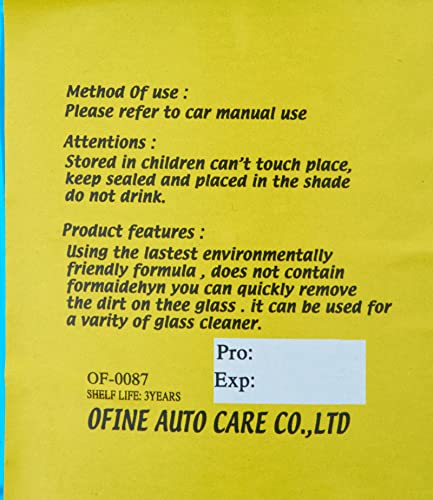 Method Of use :
Please refer to car manual use
Attentions :
Stored in children can't touch place,
keep sealed and placed in the shade
do not drink.
Product features :
Using the lastest environmentally
friendly formula , does not contain
formaidehyn you can quickly remove
the dirt on thee glass . it can be used for
a varity of glass cleaner.
Pro:
OF-0087
Exp:
SHELF LIFE: 3YEARS
OFINE AUTO CARE CO.,LTD